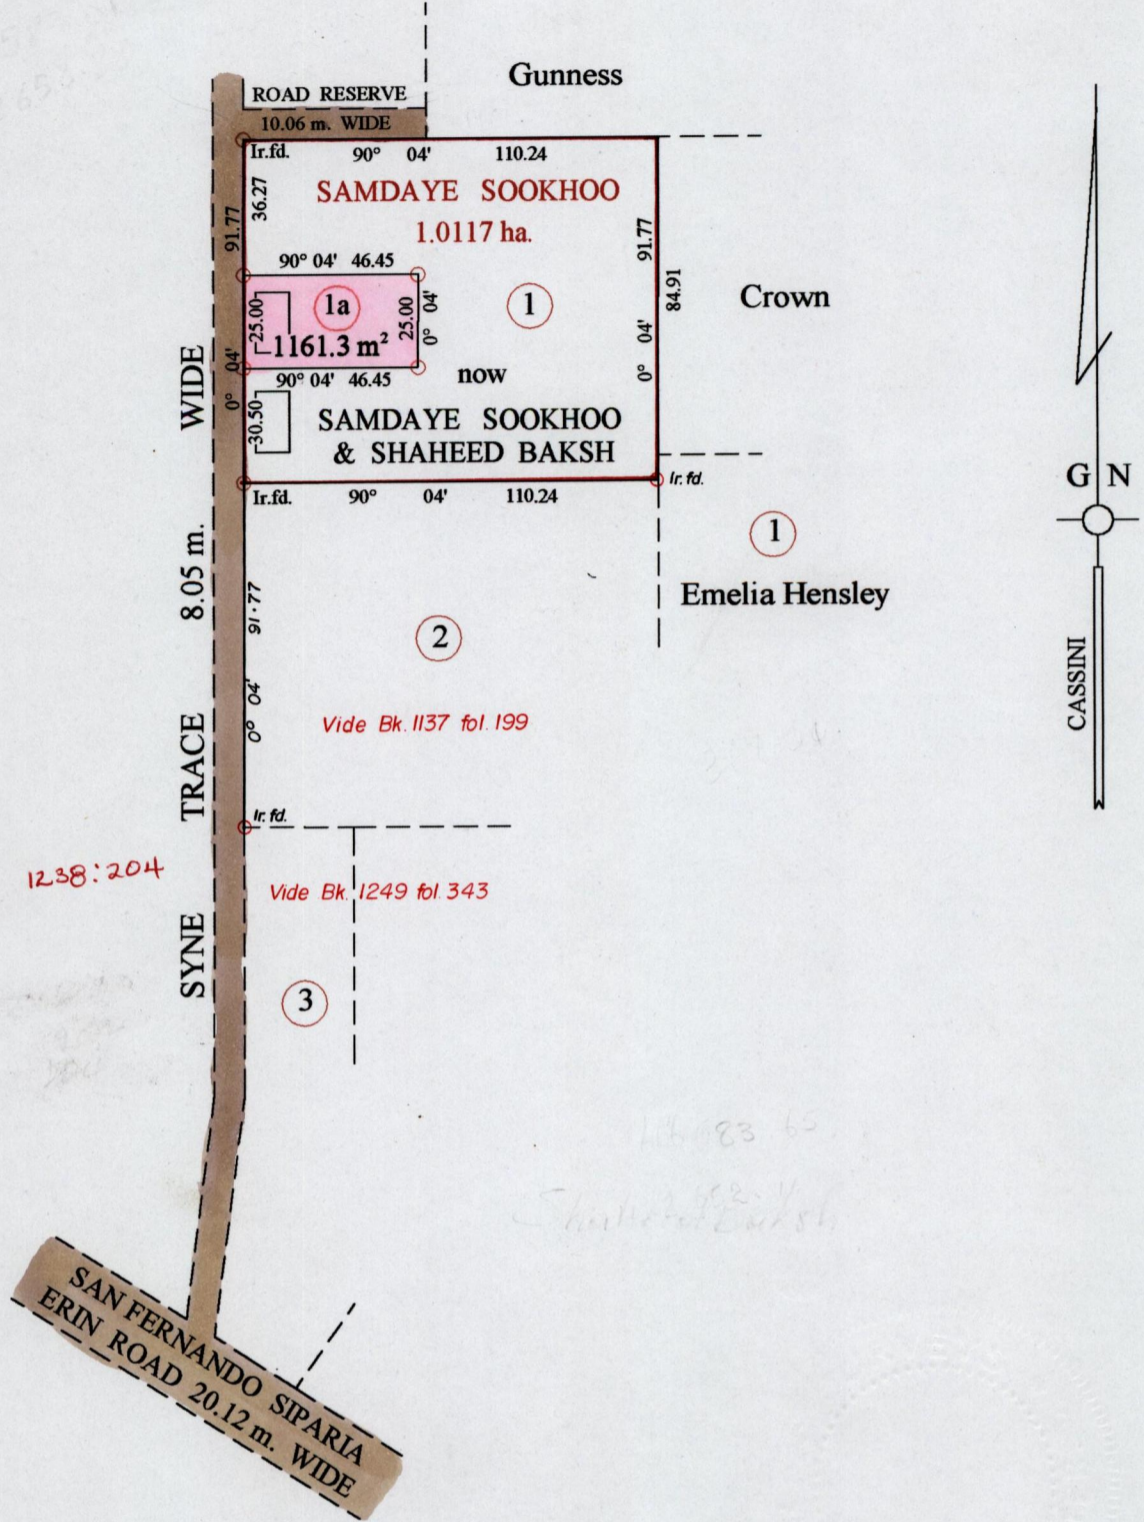 Gunness
ROAD RESERVE
10.06 m. WIDE
Ir.fd. 90° 04' 110.24
SAMDAYE SOOKHOO
1.0117 ha.
36.27
0° 04' 91.77
90° 04' 46.45
1a
25.00
1161.3 m²
0° 04'
25.00
90° 04' 46.45
1
now
SAMDAYE SOOKHOO
& SHAHEED BAKSH
30.50
0° 04' 91.77
84.91
Crown
Ir.fd. 90° 04' 110.24
Ir. fd.
1
Emelia Hensley
G N
CASSINI
2
0° 04' 91.77
Vide Bk. 1137 fol. 199
Ir. fd.
1238:204
Vide Bk. 1249 fol. 343
3
SYNE TRACE 8.05 m. WIDE
SAN FERNANDO SIPARIA
ERIN ROAD 20.12 m. WIDE